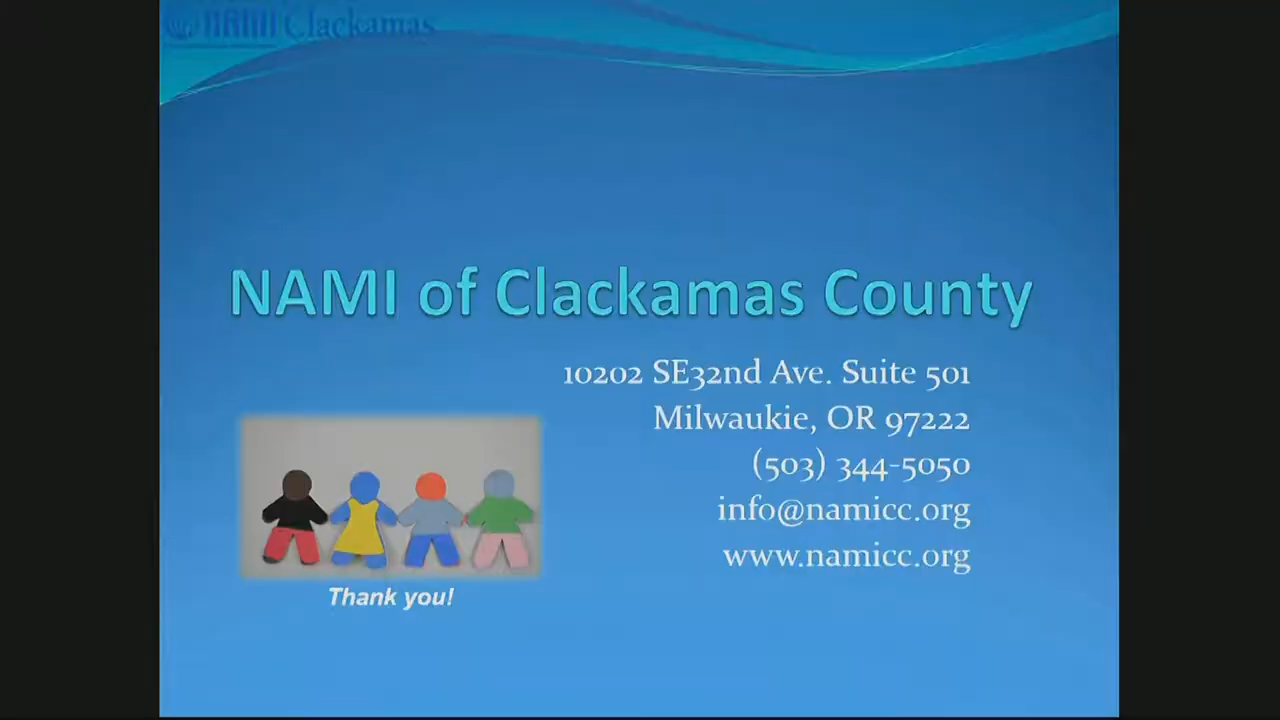 NAMI Clackamas
NAMI of Clackamas County
10202 SE32nd Ave. Suite 501
Milwaukie, OR 97222
(503) 344-5050
info@namicc.org
www.namicc.org
Thank you!